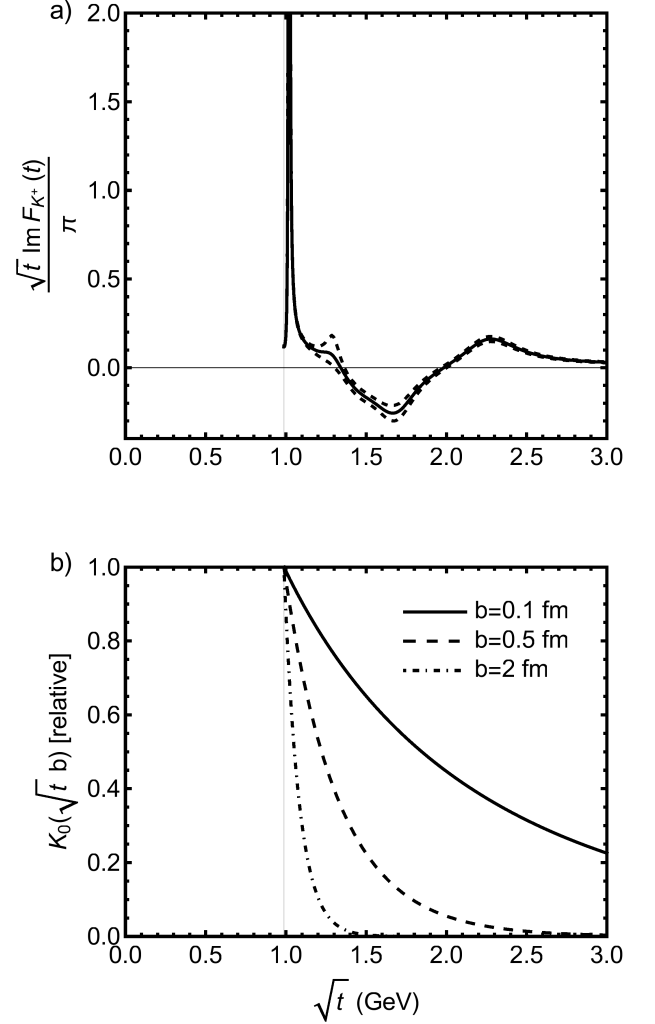 a)
2.0
1.5
1.0
0.5
0.0
√t Im F_{K⁺}(t)
π
0.0 0.5 1.0 1.5 2.0 2.5 3.0
b)
1.0
0.8
0.6
0.4
0.2
0.0
K₀(√t b) [relative]
b=0.1 fm
b=0.5 fm
b=2 fm
0.0 0.5 1.0 1.5 2.0 2.5 3.0
√t (GeV)